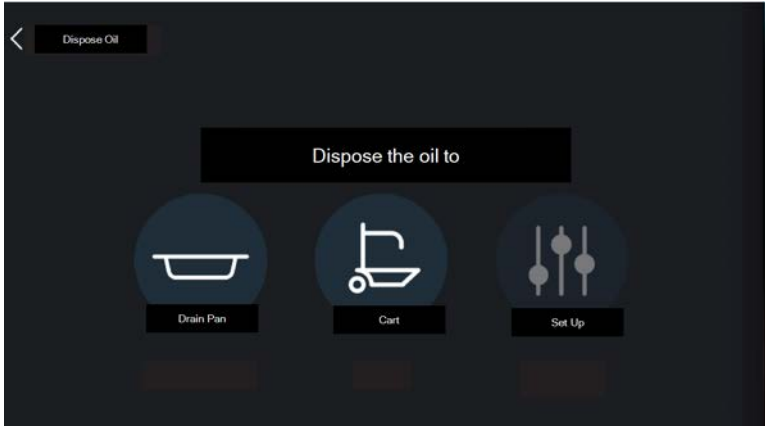 Dispose Oil
Dispose the oil to
Drain Pan
Cart
Set Up